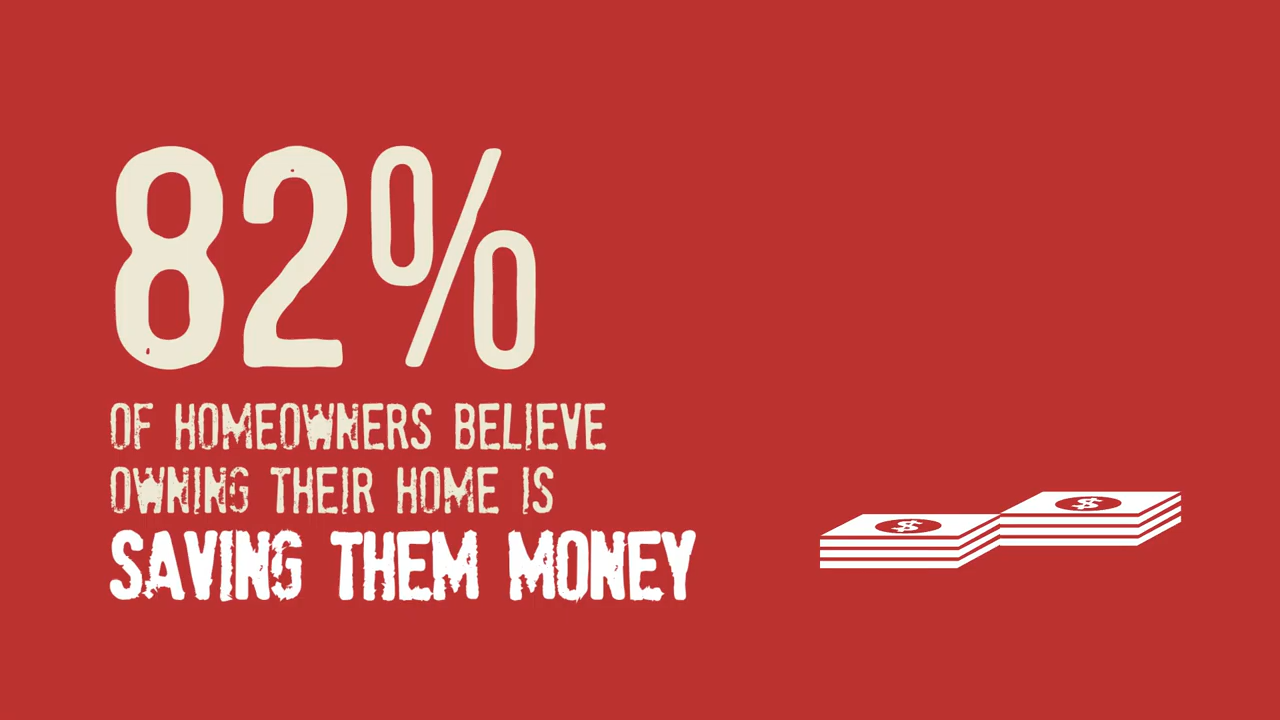 82%
OF HOMEOWNERS BELIEVE
OWNING THEIR HOME IS
SAVING THEM MONEY
$
$